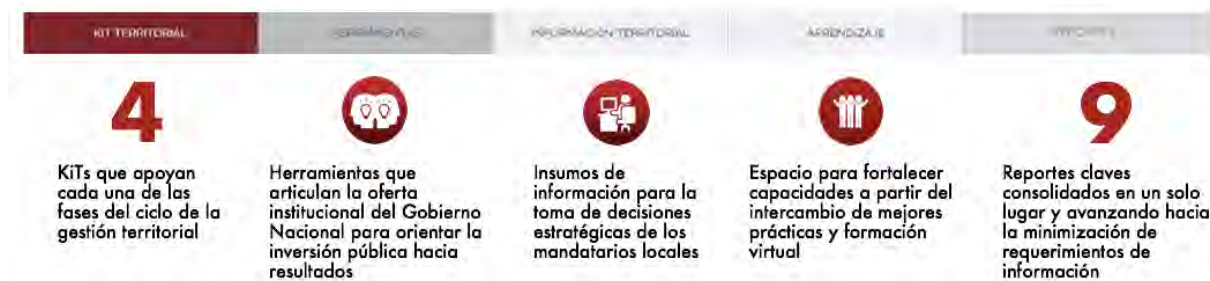 KIT TERRITORIAL
HERRAMIENTAS
INFORMACIÓN TERRITORIAL
APRENDIZAJE
REPORTES
4
KiTs que apoyan
cada una de las
fases del ciclo de la
gestión territorial
Herramientas que
articulan la oferta
institucional del Gobierno
Nacional para orientar la
inversión pública hacia
resultados
Insumos de
información para la
toma de decisiones
estratégicas de los
mandatarios locales
Espacio para fortalecer
capacidades a partir del
intercambio de mejores
prácticas y formación
virtual
9
Reportes claves
consolidados en un solo
lugar y avanzando hacia
la minimización de
requerimientos de
información